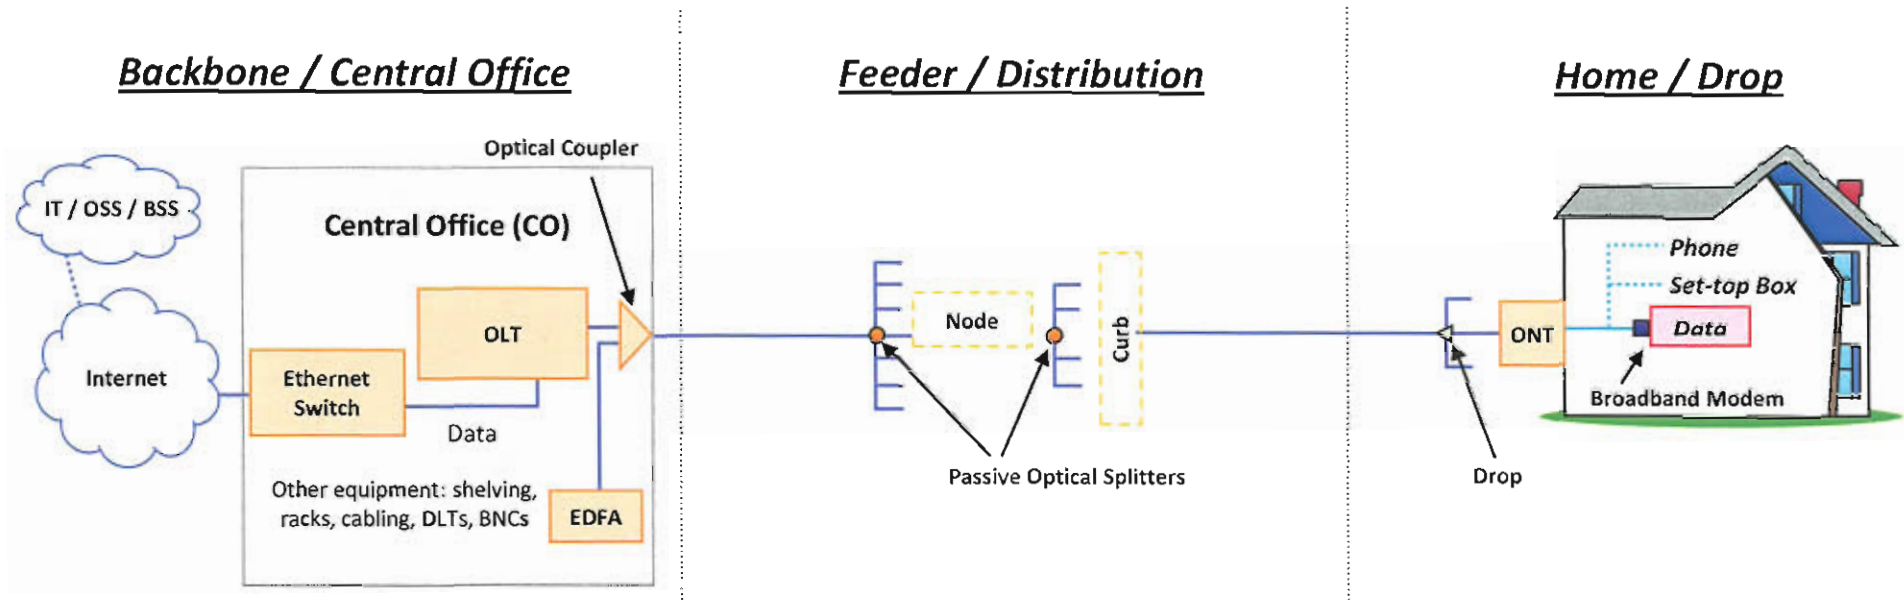 Backbone / Central Office
Feeder / Distribution
Home / Drop
Optical Coupler
IT / OSS / BSS
Central Office (CO)
Internet
Ethernet
Switch
OLT
Data
Other equipment: shelving,
racks, cabling, DLTs, BNCs
EDFA
Node
Curb
Passive Optical Splitters
Drop
ONT
Phone
Set-top Box
Data
Broadband Modem